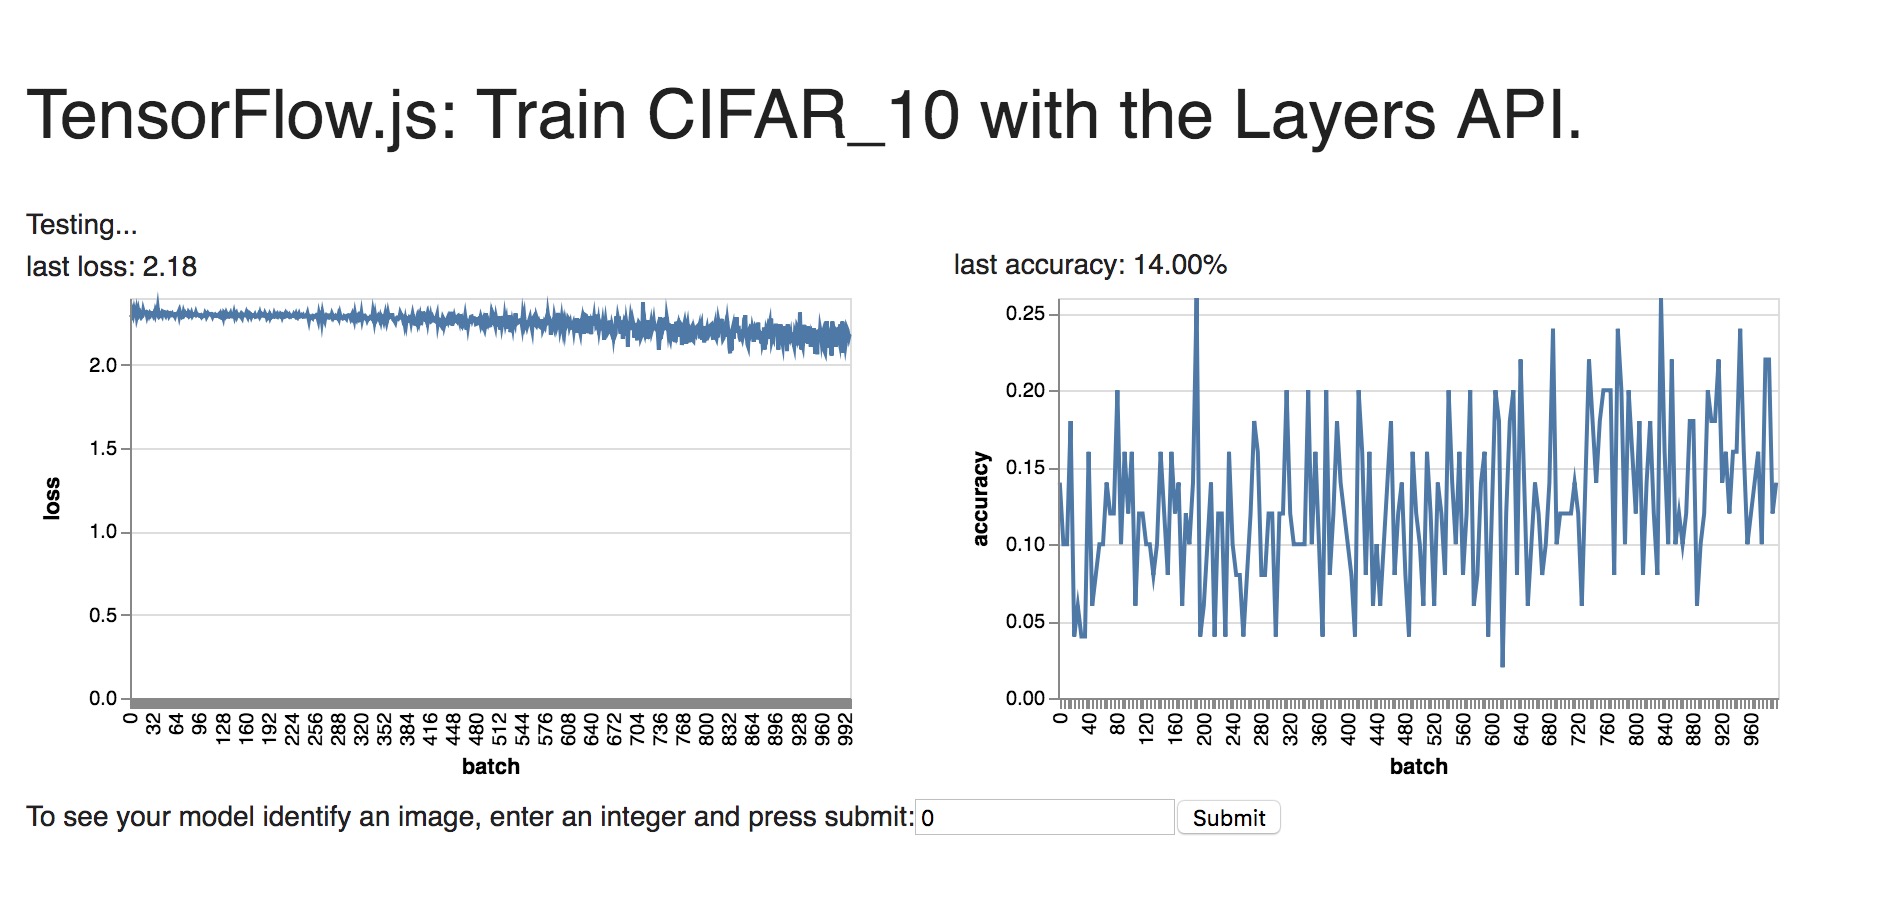 TensorFlow.js: Train CIFAR_10 with the Layers API.
Testing...
last loss: 2.18
last accuracy: 14.00%
2.0
1.5
1.0
0.5
0.0
loss
0 32 64 96 128 160 192 224 256 288 320 352 384 416 448 480 512 544 576 608 640 672 704 736 768 800 832 864 896 928 960 992
batch
0.25
0.20
0.15
0.10
0.05
0.00
accuracy
0 40 80 120 160 200 240 280 320 360 400 440 480 520 560 600 640 680 720 760 800 840 880 920 960
batch
To see your model identify an image, enter an integer and press submit: 0 Submit